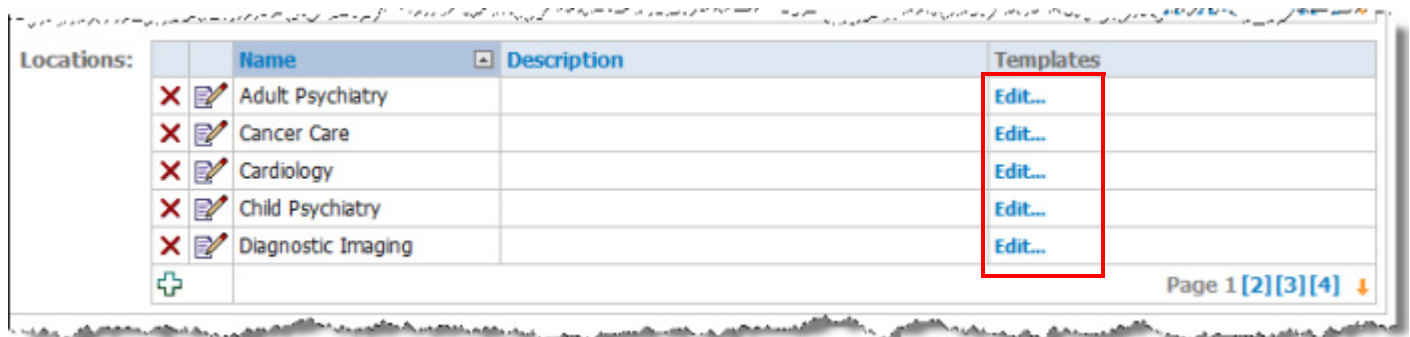 Locations: Name Description Templates
Adult Psychiatry Edit...
Cancer Care Edit...
Cardiology Edit...
Child Psychiatry Edit...
Diagnostic Imaging Edit...
Page 1 [2] [3] [4]